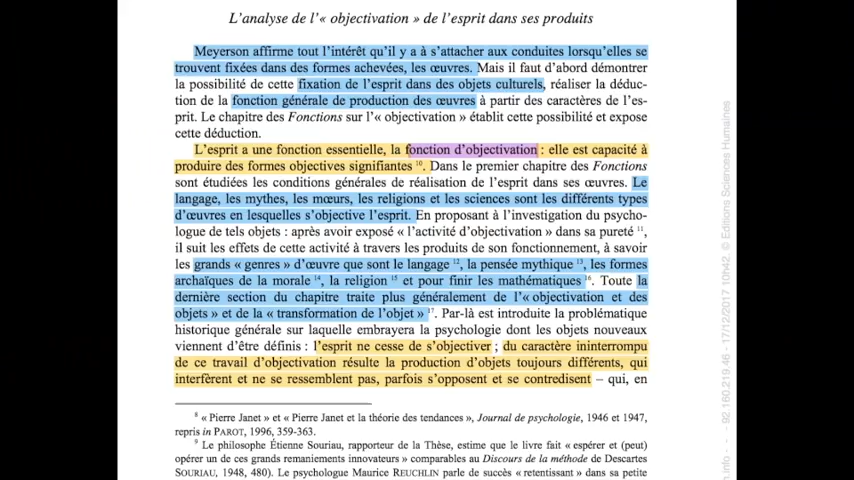 L'analyse de l'« objectivation » de l'esprit dans ses produits
Meyerson affirme tout l'intérêt qu'il y a à s'attacher aux conduites lorsqu'elles se
trouvent fixées dans des formes achevées, les œuvres. Mais il faut d'abord démontrer
la possibilité de cette fixation de l'esprit dans des objets culturels, réaliser la déduc-
tion de la fonction générale de production des œuvres à partir des caractères de l'es-
prit. Le chapitre des Fonctions sur l'« objectivation » établit cette possibilité et expose
cette déduction.
L'esprit a une fonction essentielle, la fonction d'objectivation : elle est capacité à
produire des formes objectives signifiantes 10. Dans le premier chapitre des Fonctions
sont étudiées les conditions générales de réalisation de l'esprit dans ses œuvres. Le
langage, les mythes, les mœurs, les religions et les sciences sont les différents types
d'œuvres en lesquelles s'objective l'esprit. En proposant à l'investigation du psycho-
logue de tels objets : après avoir exposé « l'activité d'objectivation » dans sa pureté 11,
il suit les effets de cette activité à travers les produits de son fonctionnement, à savoir
les grands « genres » d'œuvre que sont le langage 12, la pensée mythique 13, les formes
archaïques de la morale 14, la religion 15 et pour finir les mathématiques 16. Toute la
dernière section du chapitre traite plus généralement de l'« objectivation et des
objets » et de la « transformation de l'objet » 17. Par-là est introduite la problématique
historique générale sur laquelle embrayera la psychologie dont les objets nouveaux
viennent d'être définis : l'esprit ne cesse de s'objectiver ; du caractère ininterrompu
de ce travail d'objectivation résulte la production d'objets toujours différents, qui
interfèrent et ne se ressemblent pas, parfois s'opposent et se contredisent – qui, en
8 « Pierre Janet » et « Pierre Janet et la théorie des tendances », Journal de psychologie, 1946 et 1947,
repris in PAROT, 1996, 359-363.
9 Le philosophe Étienne Souriau, rapporteur de la Thèse, estime que le livre fait « espérer et (peut)
opérer un de ces grands remaniements innovateurs » comparables au Discours de la méthode de Descartes
SOURIAU, 1948, 480). Le psychologue Maurice REUCHLIN parle de succès « retentissant » dans sa petite
n.info - - 92.160.219.46 - 17/12/2017 10h42. © Editions Sciences Humaines